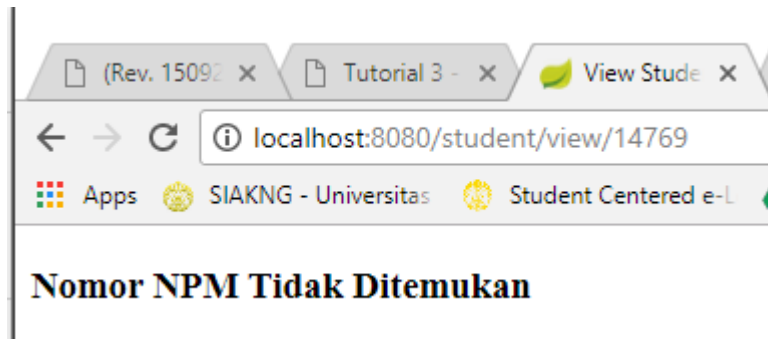 (Rev. 15092
Tutorial 3 -
View Stude
localhost:8080/student/view/14769
Apps
SIAKNG - Universitas
Student Centered e-L
Nomor NPM Tidak Ditemukan